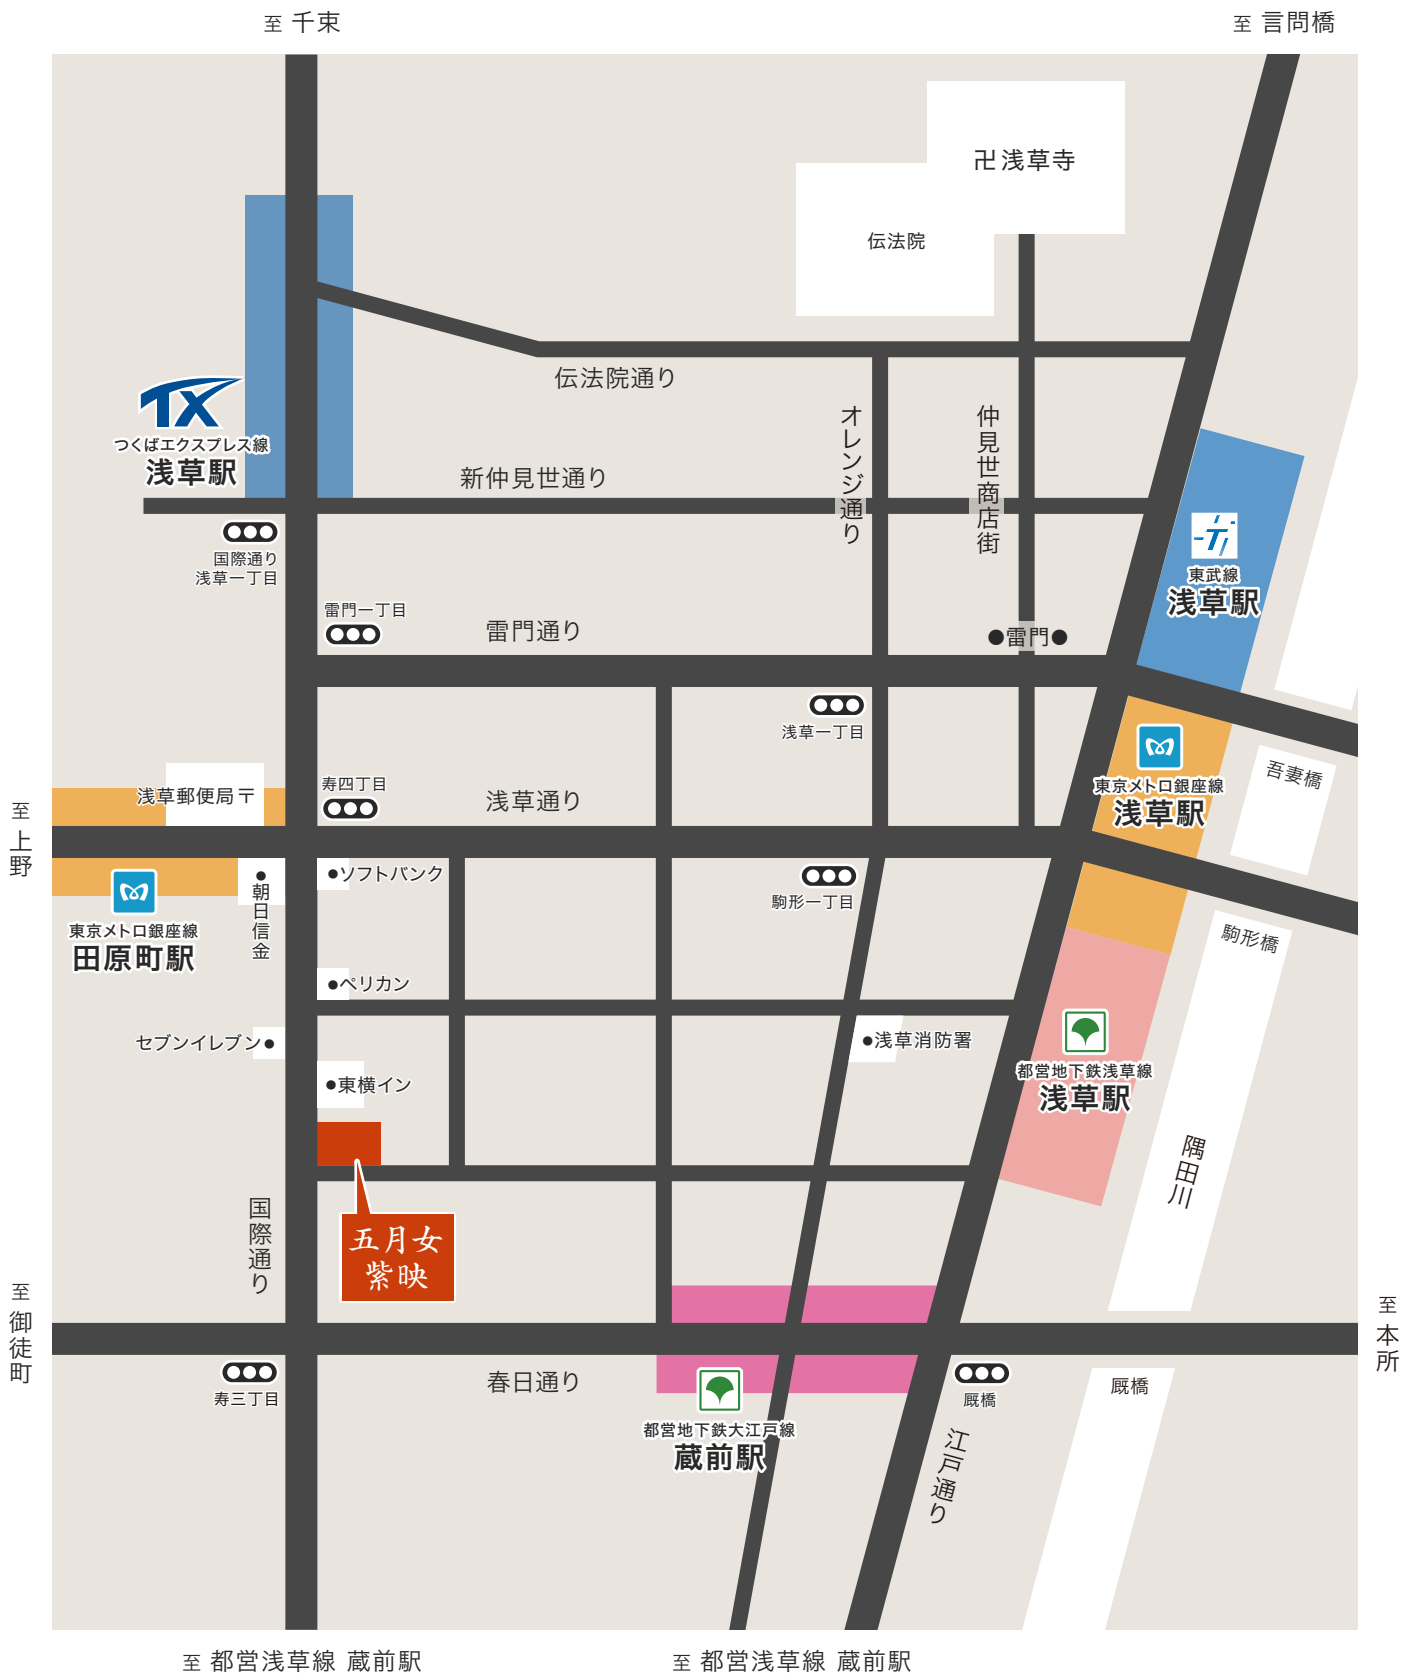 至 千束
至 言問橋
卍浅草寺
伝法院
伝法院通り
TX
つくばエクスプレス線
浅草駅
オレンジ通り
仲見世商店街
新仲見世通り
国際通り
浅草一丁目
東武線
浅草駅
雷門一丁目
雷門通り
●雷門●
浅草一丁目
東京メトロ銀座線
浅草駅
吾妻橋
浅草郵便局〒
寿四丁目
浅草通り
至 上野
●ソフトバンク
●朝日信金
駒形一丁目
東京メトロ銀座線
田原町駅
駒形橋
●ペリカン
セブンイレブン●
●浅草消防署
都営地下鉄浅草線
浅草駅
●東横イン
隅田川
国際通り
五月女
紫映
至 御徒町
至 本所
寿三丁目
春日通り
都営地下鉄大江戸線
蔵前駅
厩橋
厩橋
江戸通り
至 都営浅草線 蔵前駅
至 都営浅草線 蔵前駅